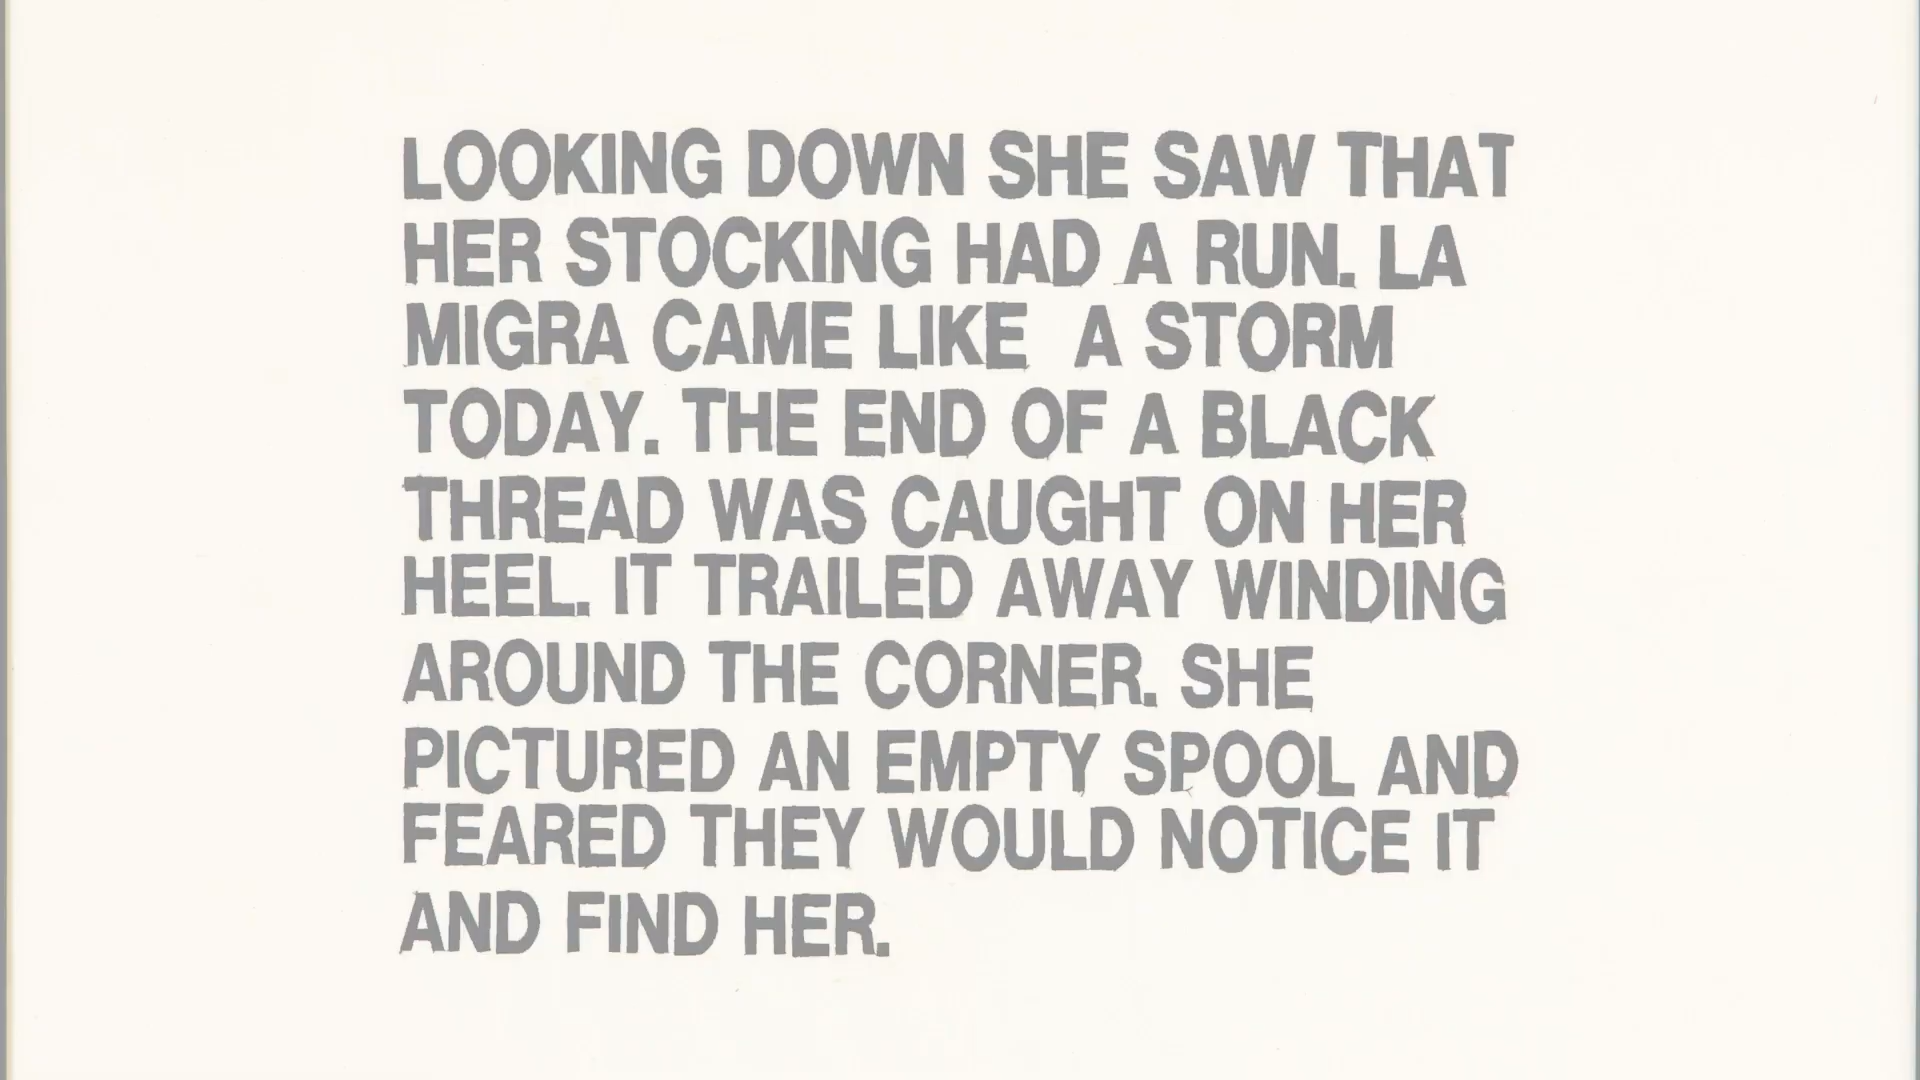 LOOKING DOWN SHE SAW THAT
HER STOCKING HAD A RUN. LA
MIGRA CAME LIKE A STORM
TODAY. THE END OF A BLACK
THREAD WAS CAUGHT ON HER
HEEL. IT TRAILED AWAY WINDING
AROUND THE CORNER. SHE
PICTURED AN EMPTY SPOOL AND
FEARED THEY WOULD NOTICE IT
AND FIND HER.